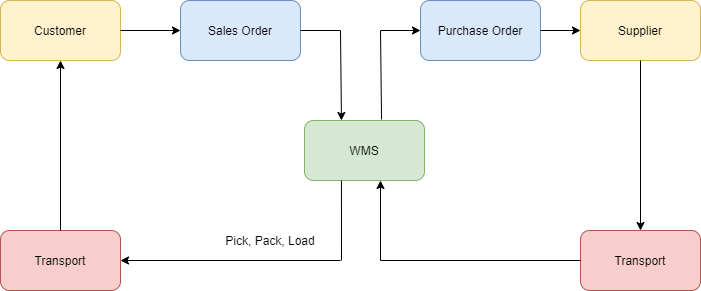 Customer
Sales Order
Purchase Order
Supplier
WMS
Pick, Pack, Load
Transport
Transport